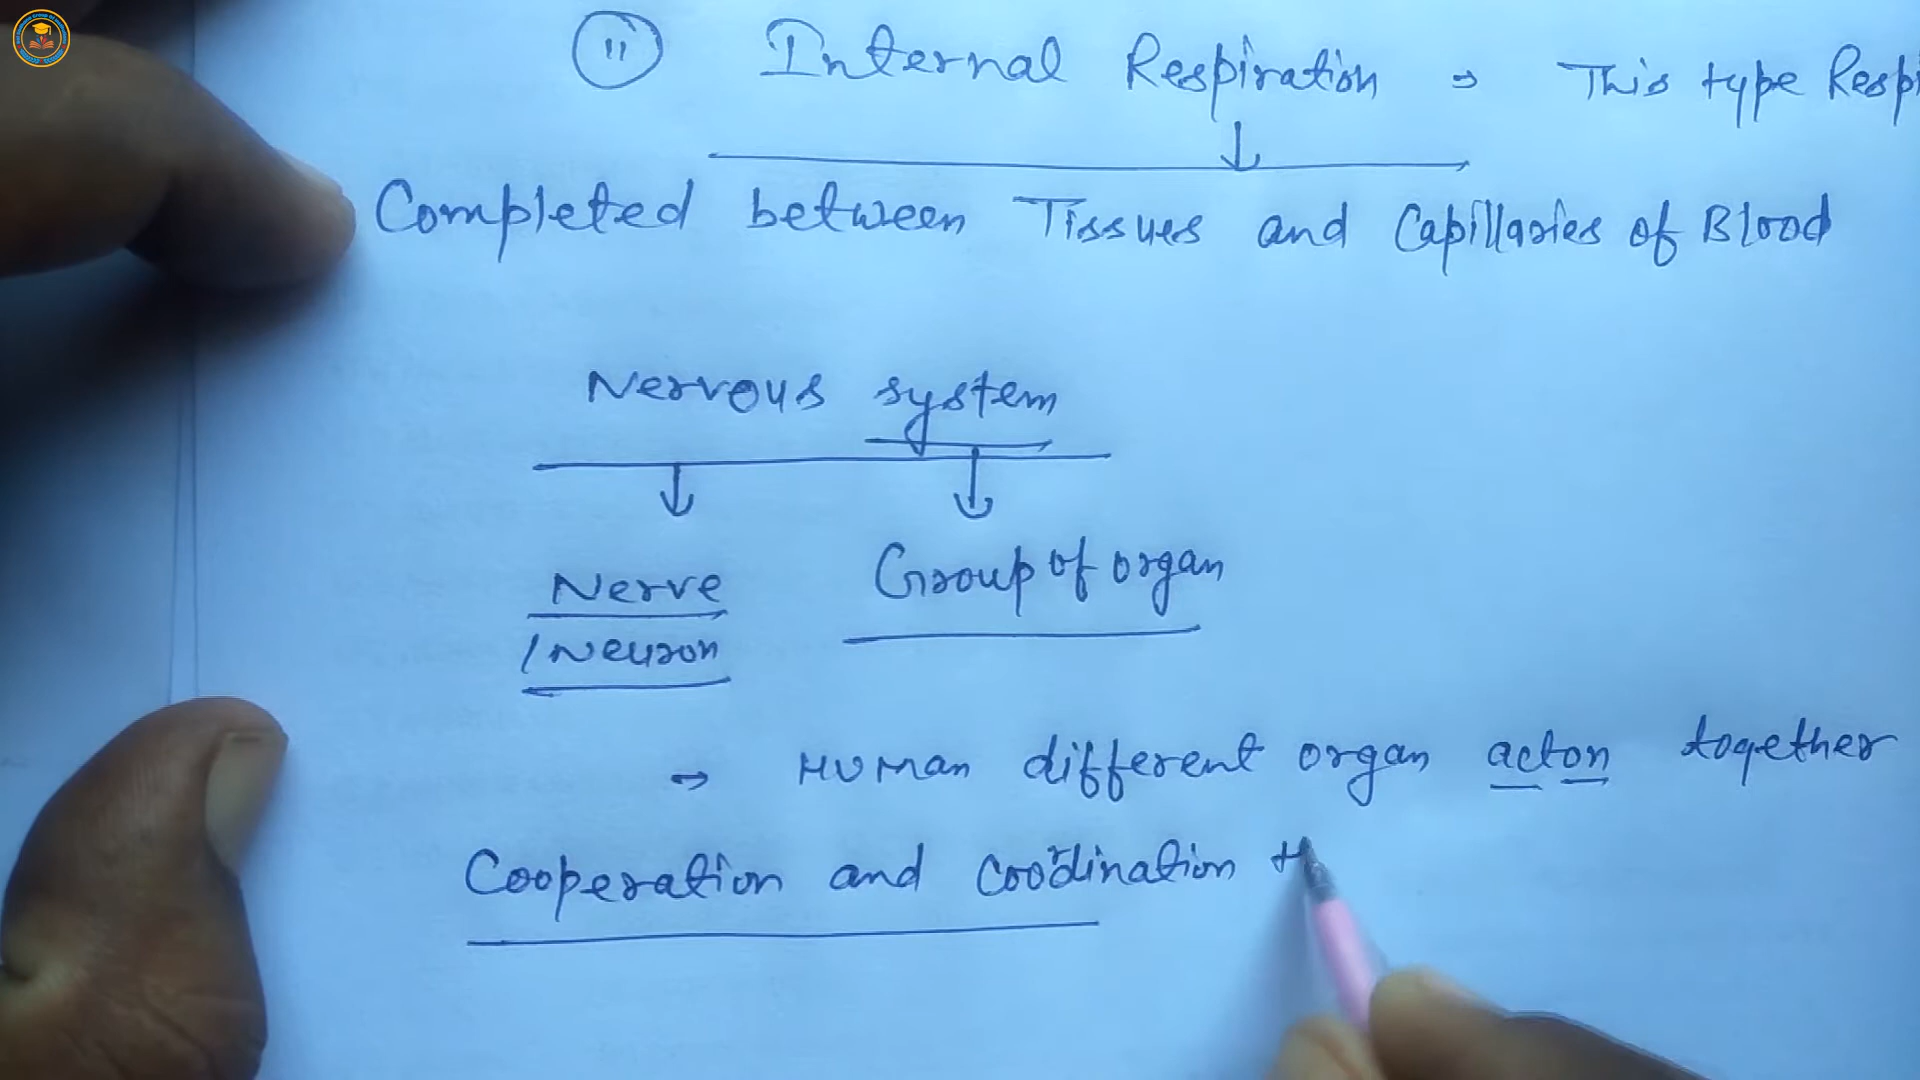 (ii) Internal Respiration → This type Respi
Completed between Tissues and Capillaries of Blood
Nervous system
Nerve Group of organ
/Neuron
→ Human different organ acton together
Cooperation and coordination